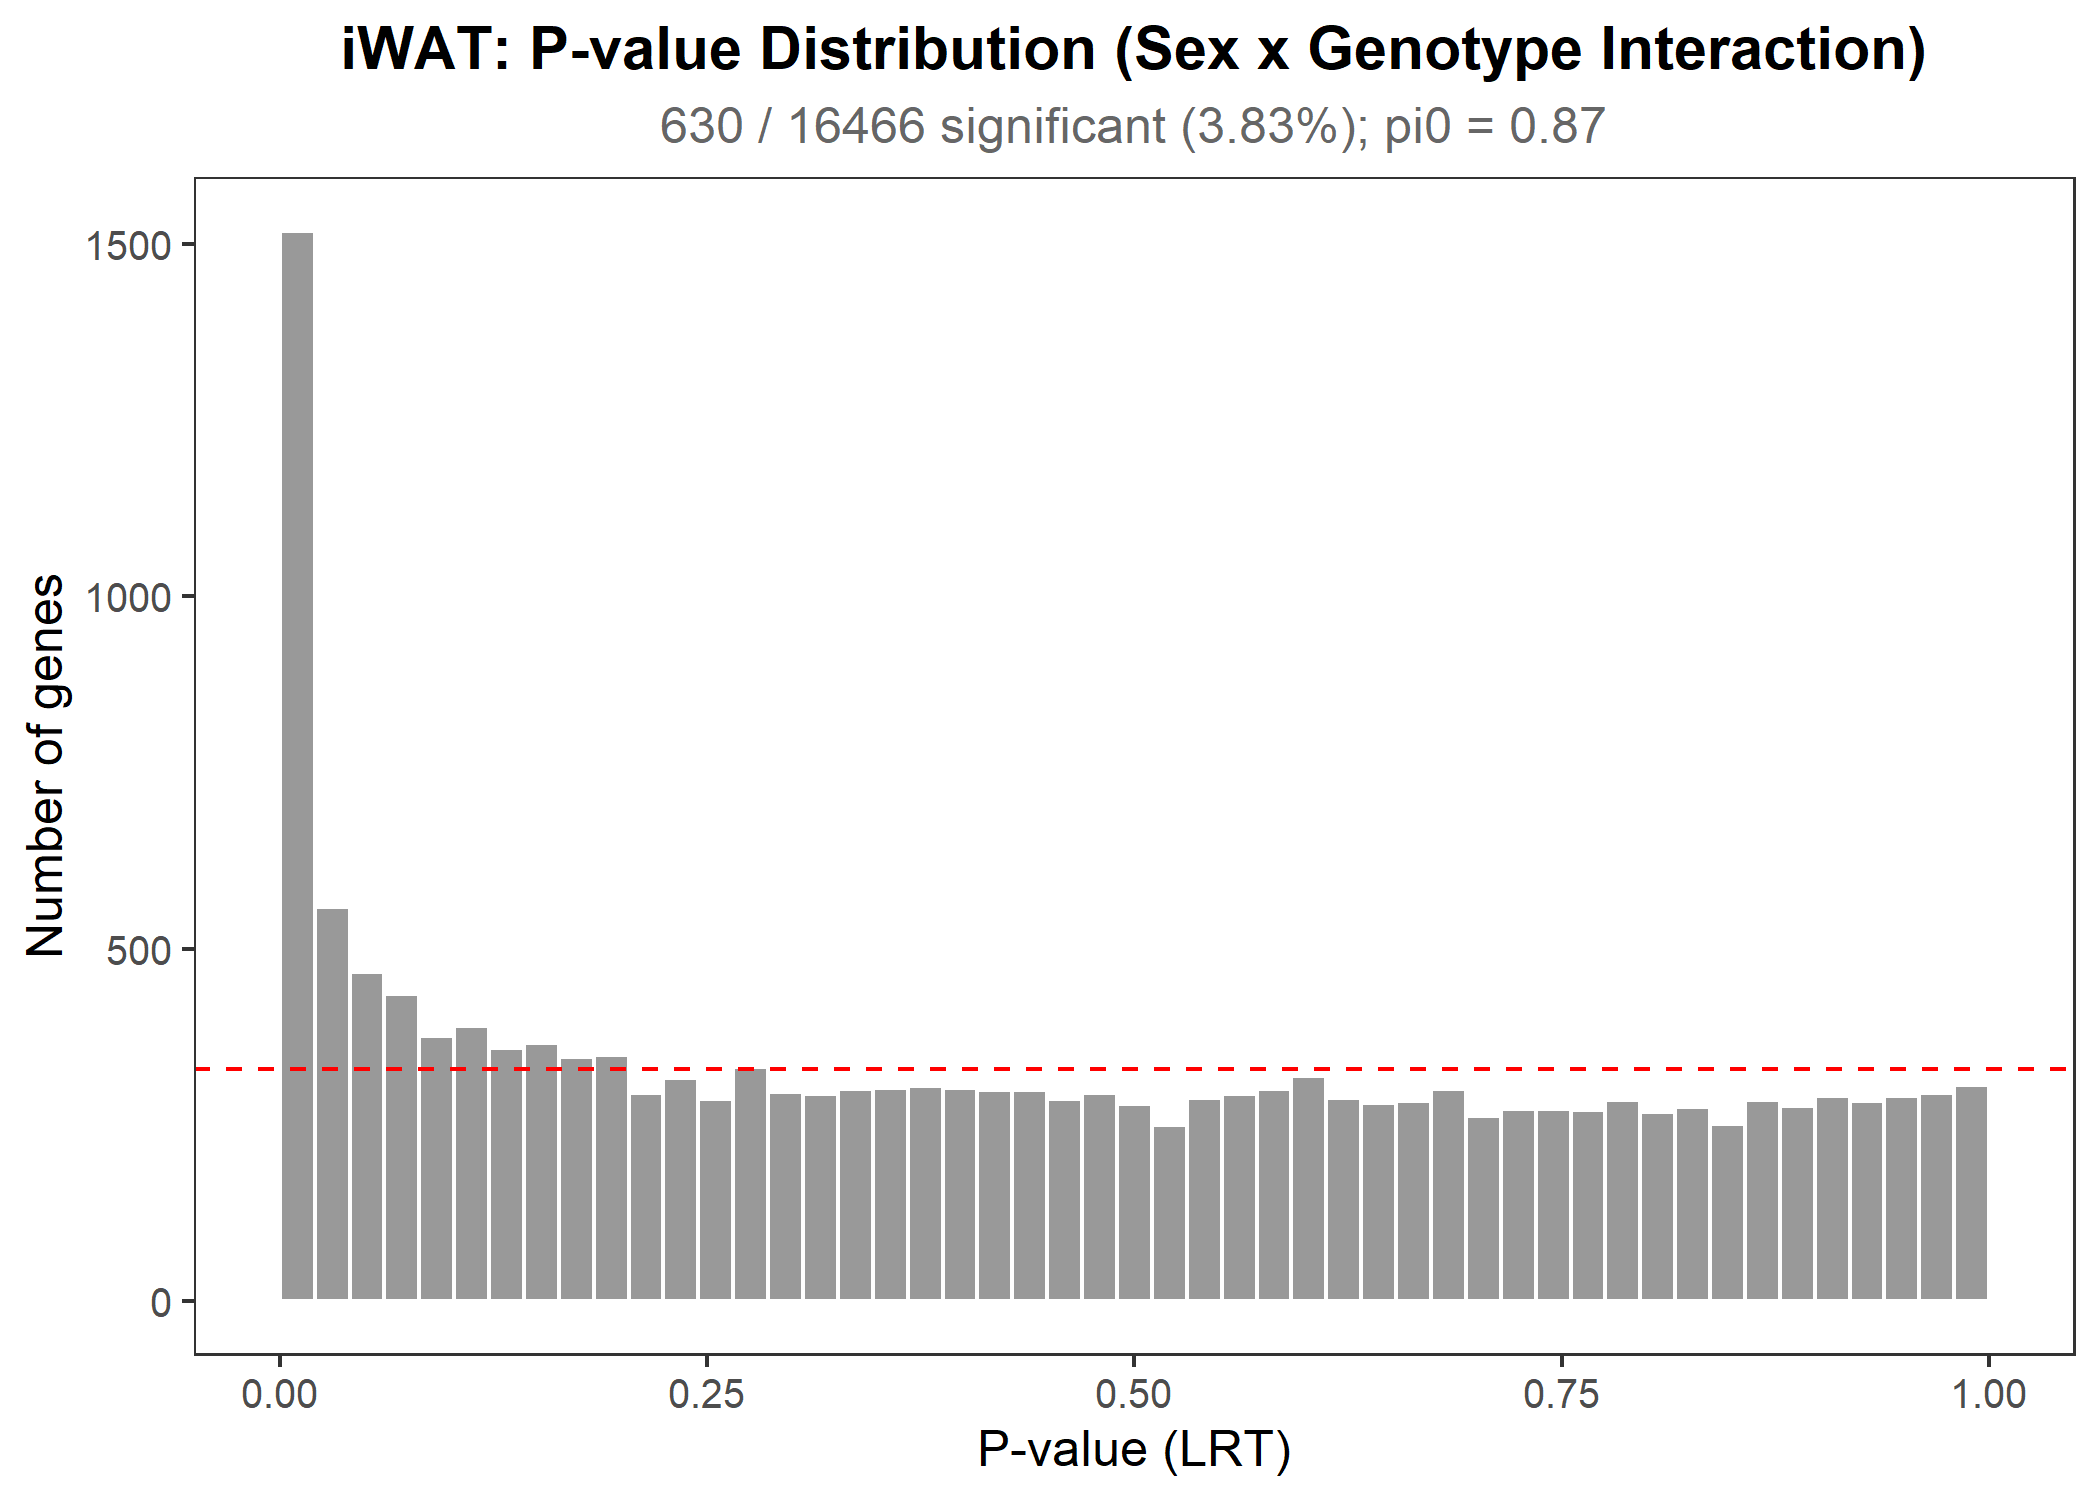 iWAT: P-value Distribution (Sex x Genotype Interaction)
630 / 16466 significant (3.83%); pi0 = 0.87
Number of genes
1500
1000
500
0
0.00 0.25 0.50 0.75 1.00
P-value (LRT)